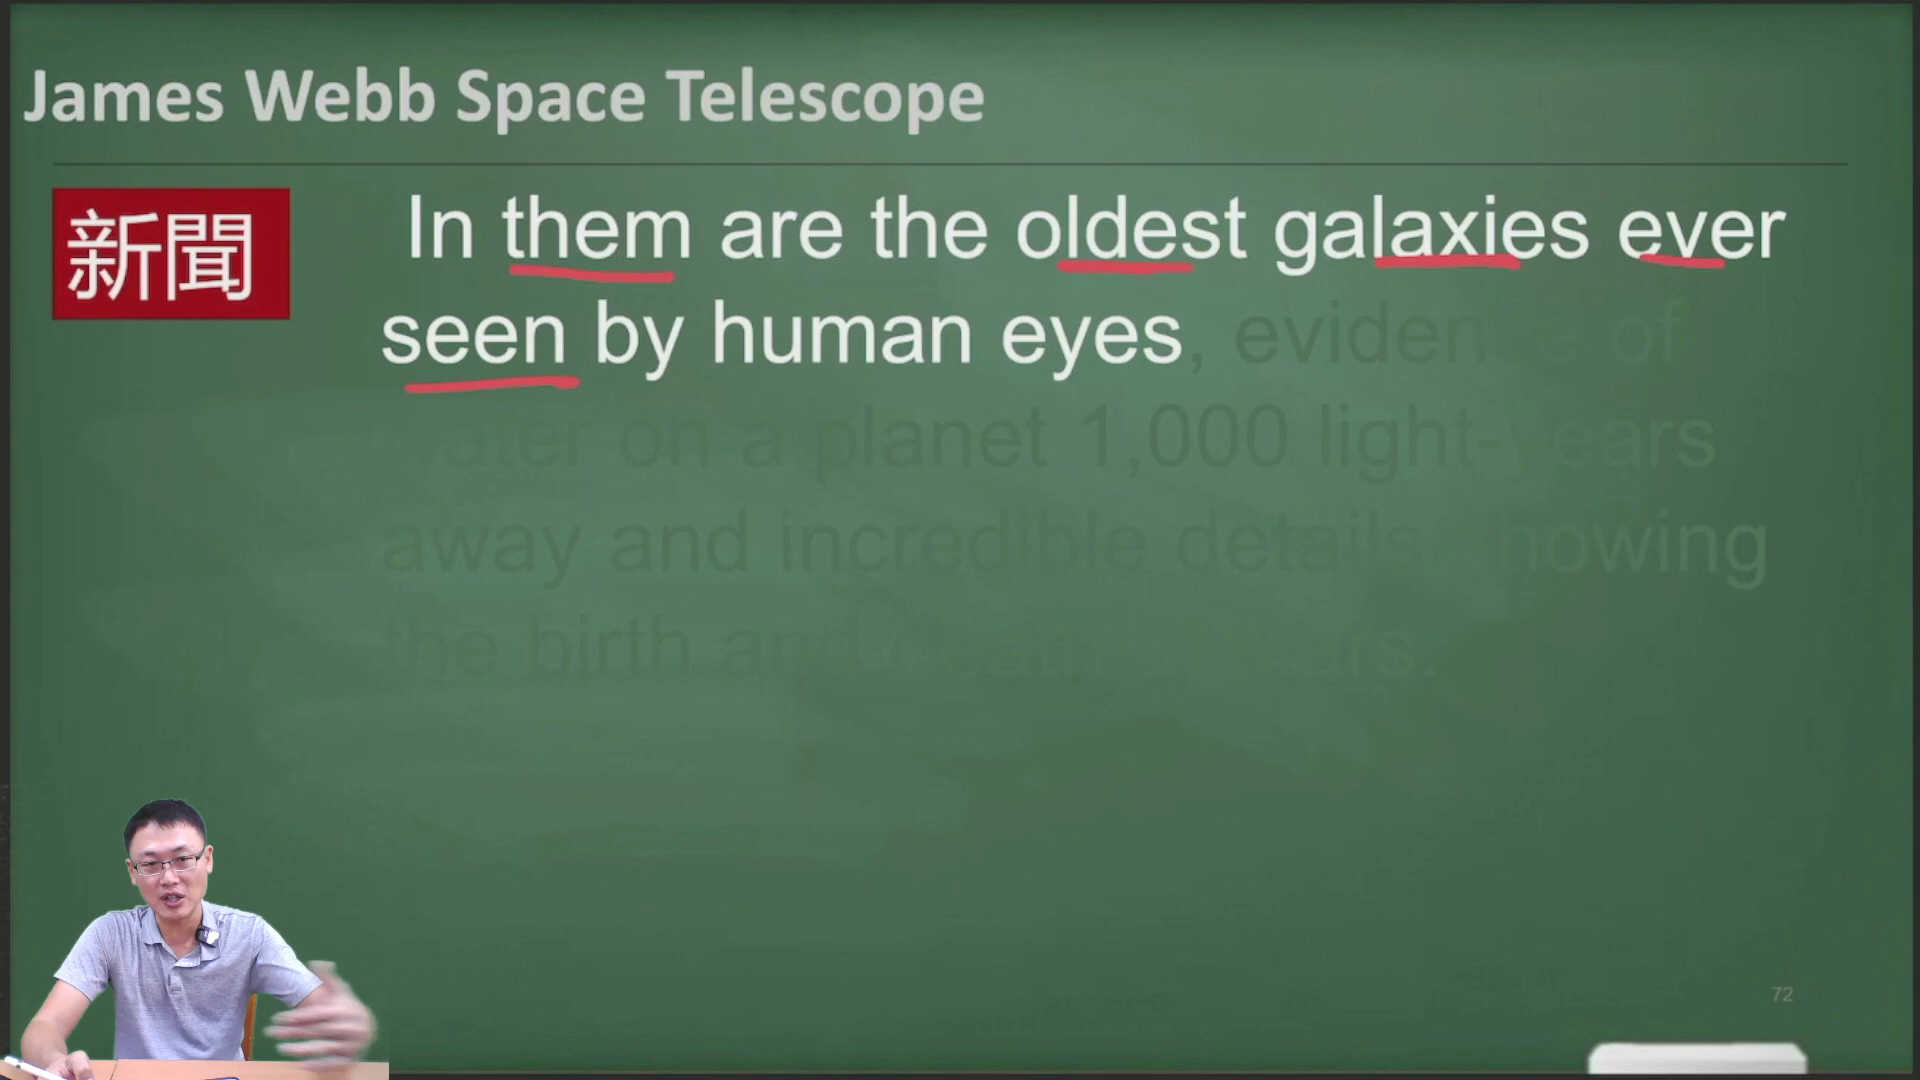 James Webb Space Telescope
新聞
In them are the oldest galaxies ever
seen by human eyes, evidence of
water on a planet 1,000 light-years
away and incredible details showing
the birth and death of stars.
72